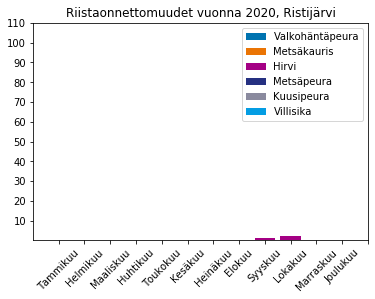 Riistaonnettomuudet vuonna 2020, Ristijärvi
110
100
90
80
70
60
50
40
30
20
10
Valkohäntäpeura
Metsäkauris
Hirvi
Metsäpeura
Kuusipeura
Villisika
Tammikuu
Helmikuu
Maaliskuu
Huhtikuu
Toukokuu
Kesäkuu
Heinäkuu
Elokuu
Syyskuu
Lokakuu
Marraskuu
Joulukuu